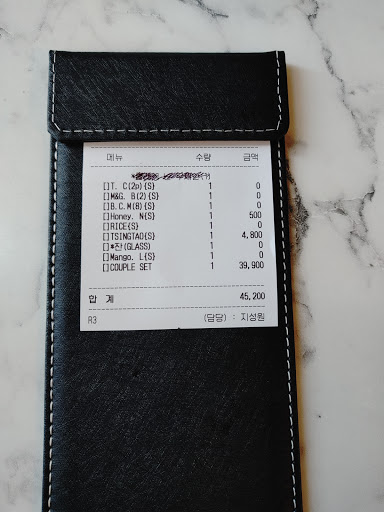 메뉴 수량 금액
[]T. C(2p){S} 1 0
[]M&G. B(2){S} 1 0
[]B.C.M(8){S} 1 0
[]Honey. N{S} 1 500
[]RICE{S} 1 0
[]TSINGTAO{S} 1 4,800
[]*잔(GLASS) 1 0
[]Mango. L{S} 1 0
[]COUPLE SET 1 39,900
합 계 45,200
R3 (담당) : 지성원